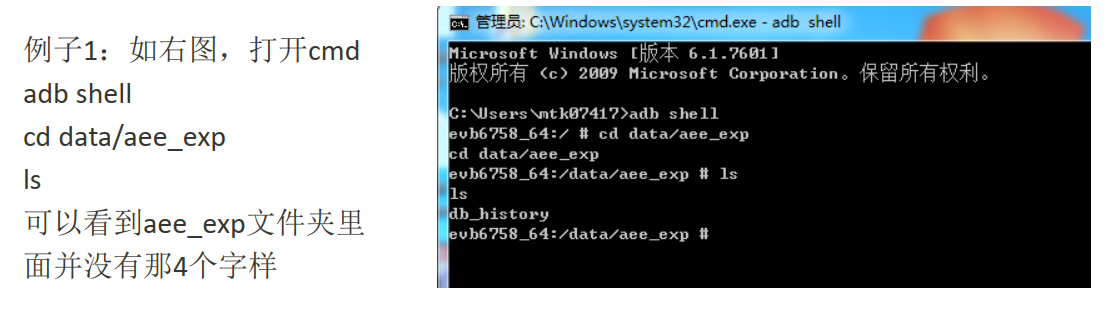 例子1：如右图，打开cmd
adb shell
cd data/aee_exp
ls
可以看到aee_exp文件夹里
面并没有那4个字样
管理员: C:\Windows\system32\cmd.exe - adb  shell
Microsoft Windows [版本 6.1.7601]
版权所有 (c) 2009 Microsoft Corporation。保留所有权利。
C:\Users\mtk07417>adb shell
evb6758_64:/ # cd data/aee_exp
cd data/aee_exp
evb6758_64:/data/aee_exp # ls
ls
db_history
evb6758_64:/data/aee_exp #